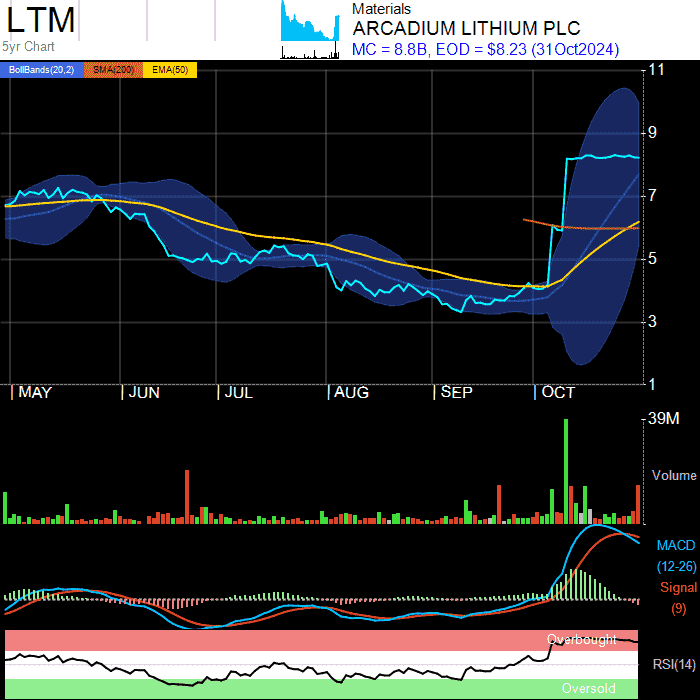 LTM
5yr Chart
Materials
ARCADIUM LITHIUM PLC
MC = 8.8B, EOD = $8.23 (31Oct2024)
BollBands(20,2) SMA(200) EMA(50)
11
9
7
5
3
1
MAY JUN JUL AUG SEP OCT
39M
Volume
MACD
(12-26)
Signal
(9)
Overbought
RSI(14)
Oversold